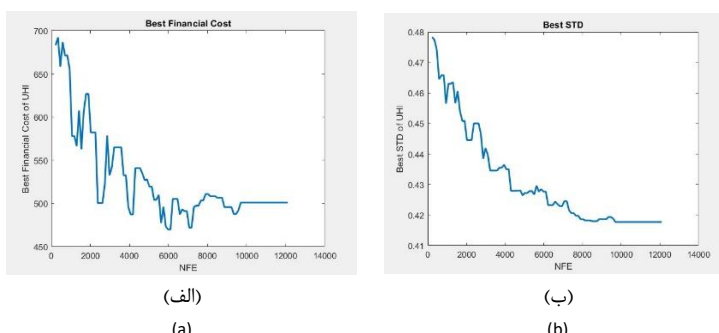 Best Financial Cost
700
650
600
550
500
450
Best Financial Cost of UHI
0 2000 4000 6000 8000 10000 12000 14000
NFE
(الف)
(a)
Best STD
0.48
0.47
0.46
0.45
0.44
0.43
0.42
0.41
Best STD of UHI
0 2000 4000 6000 8000 10000 12000 14000
NFE
(ب)
(b)